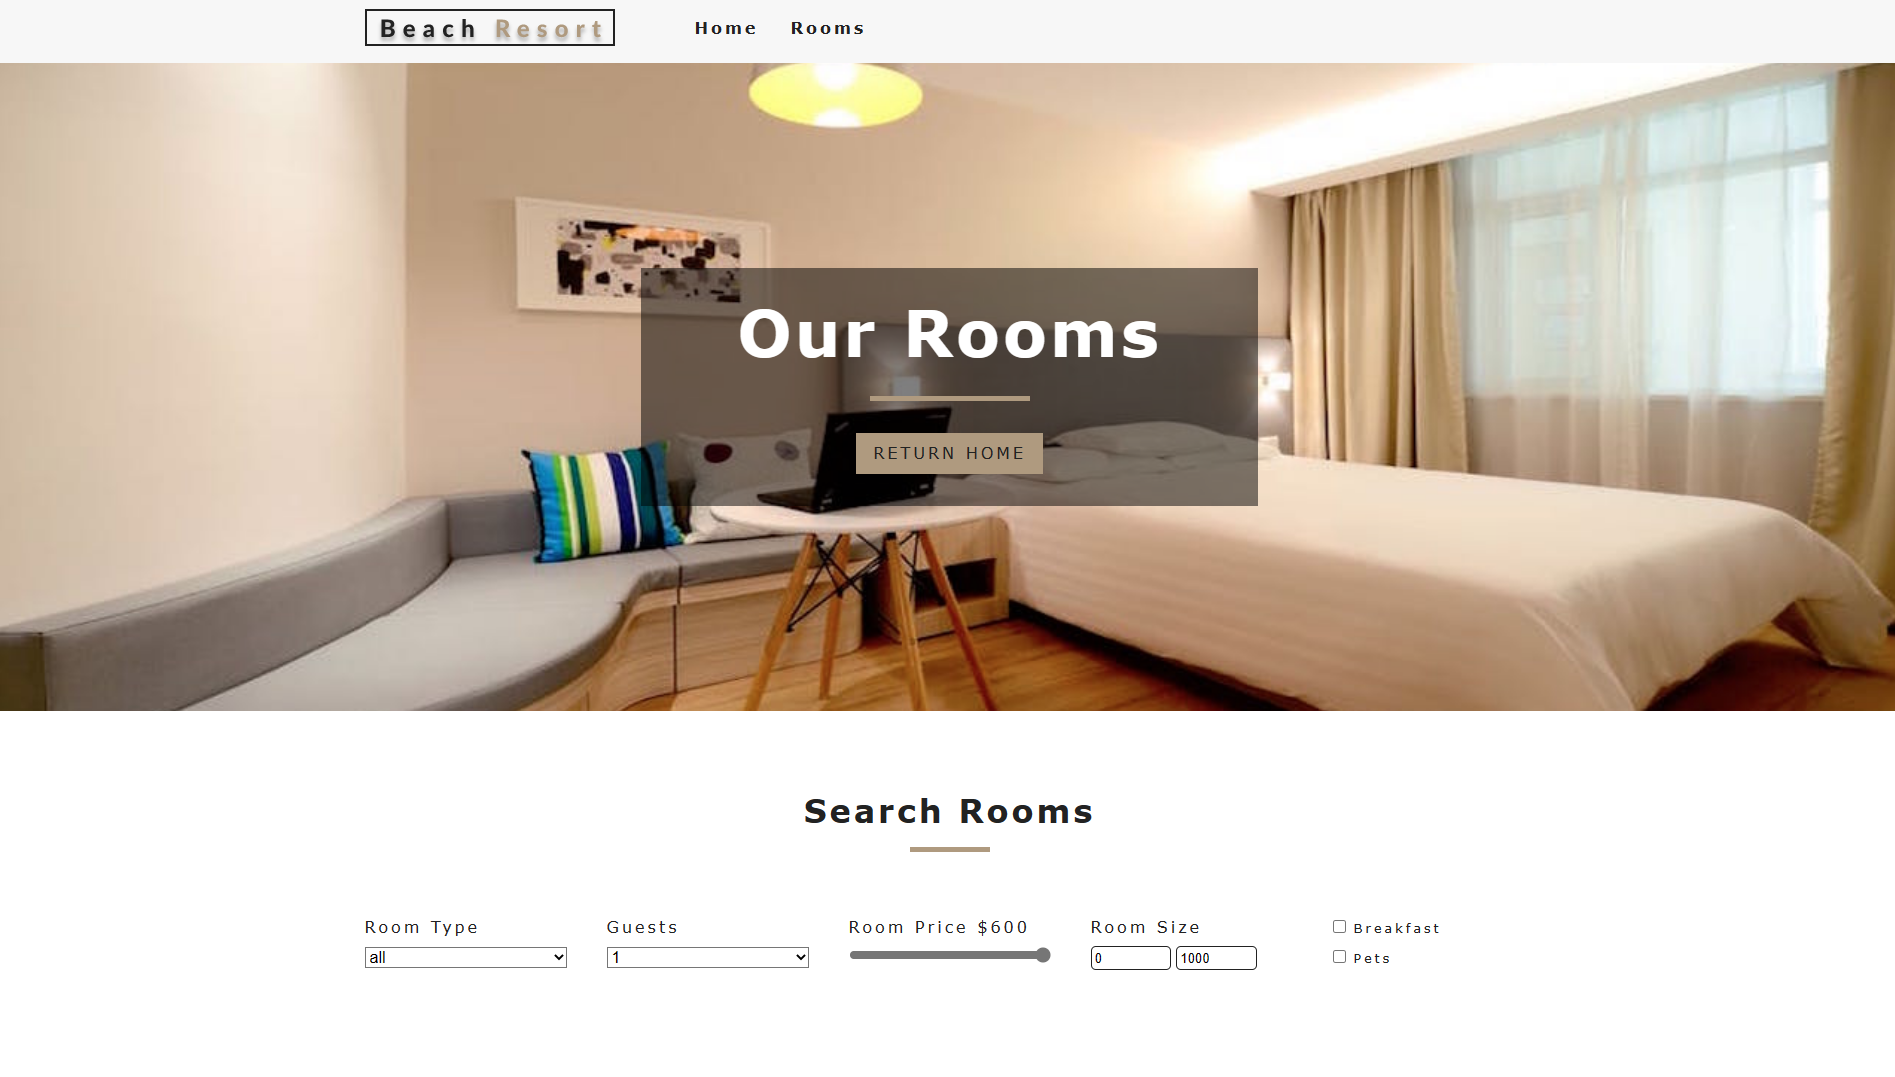 Beach Resort
Home
Rooms
Our Rooms
RETURN HOME
Search Rooms
Room Type
Guests
Room Price $600
Room Size
Breakfast
all
1
0
1000
Pets